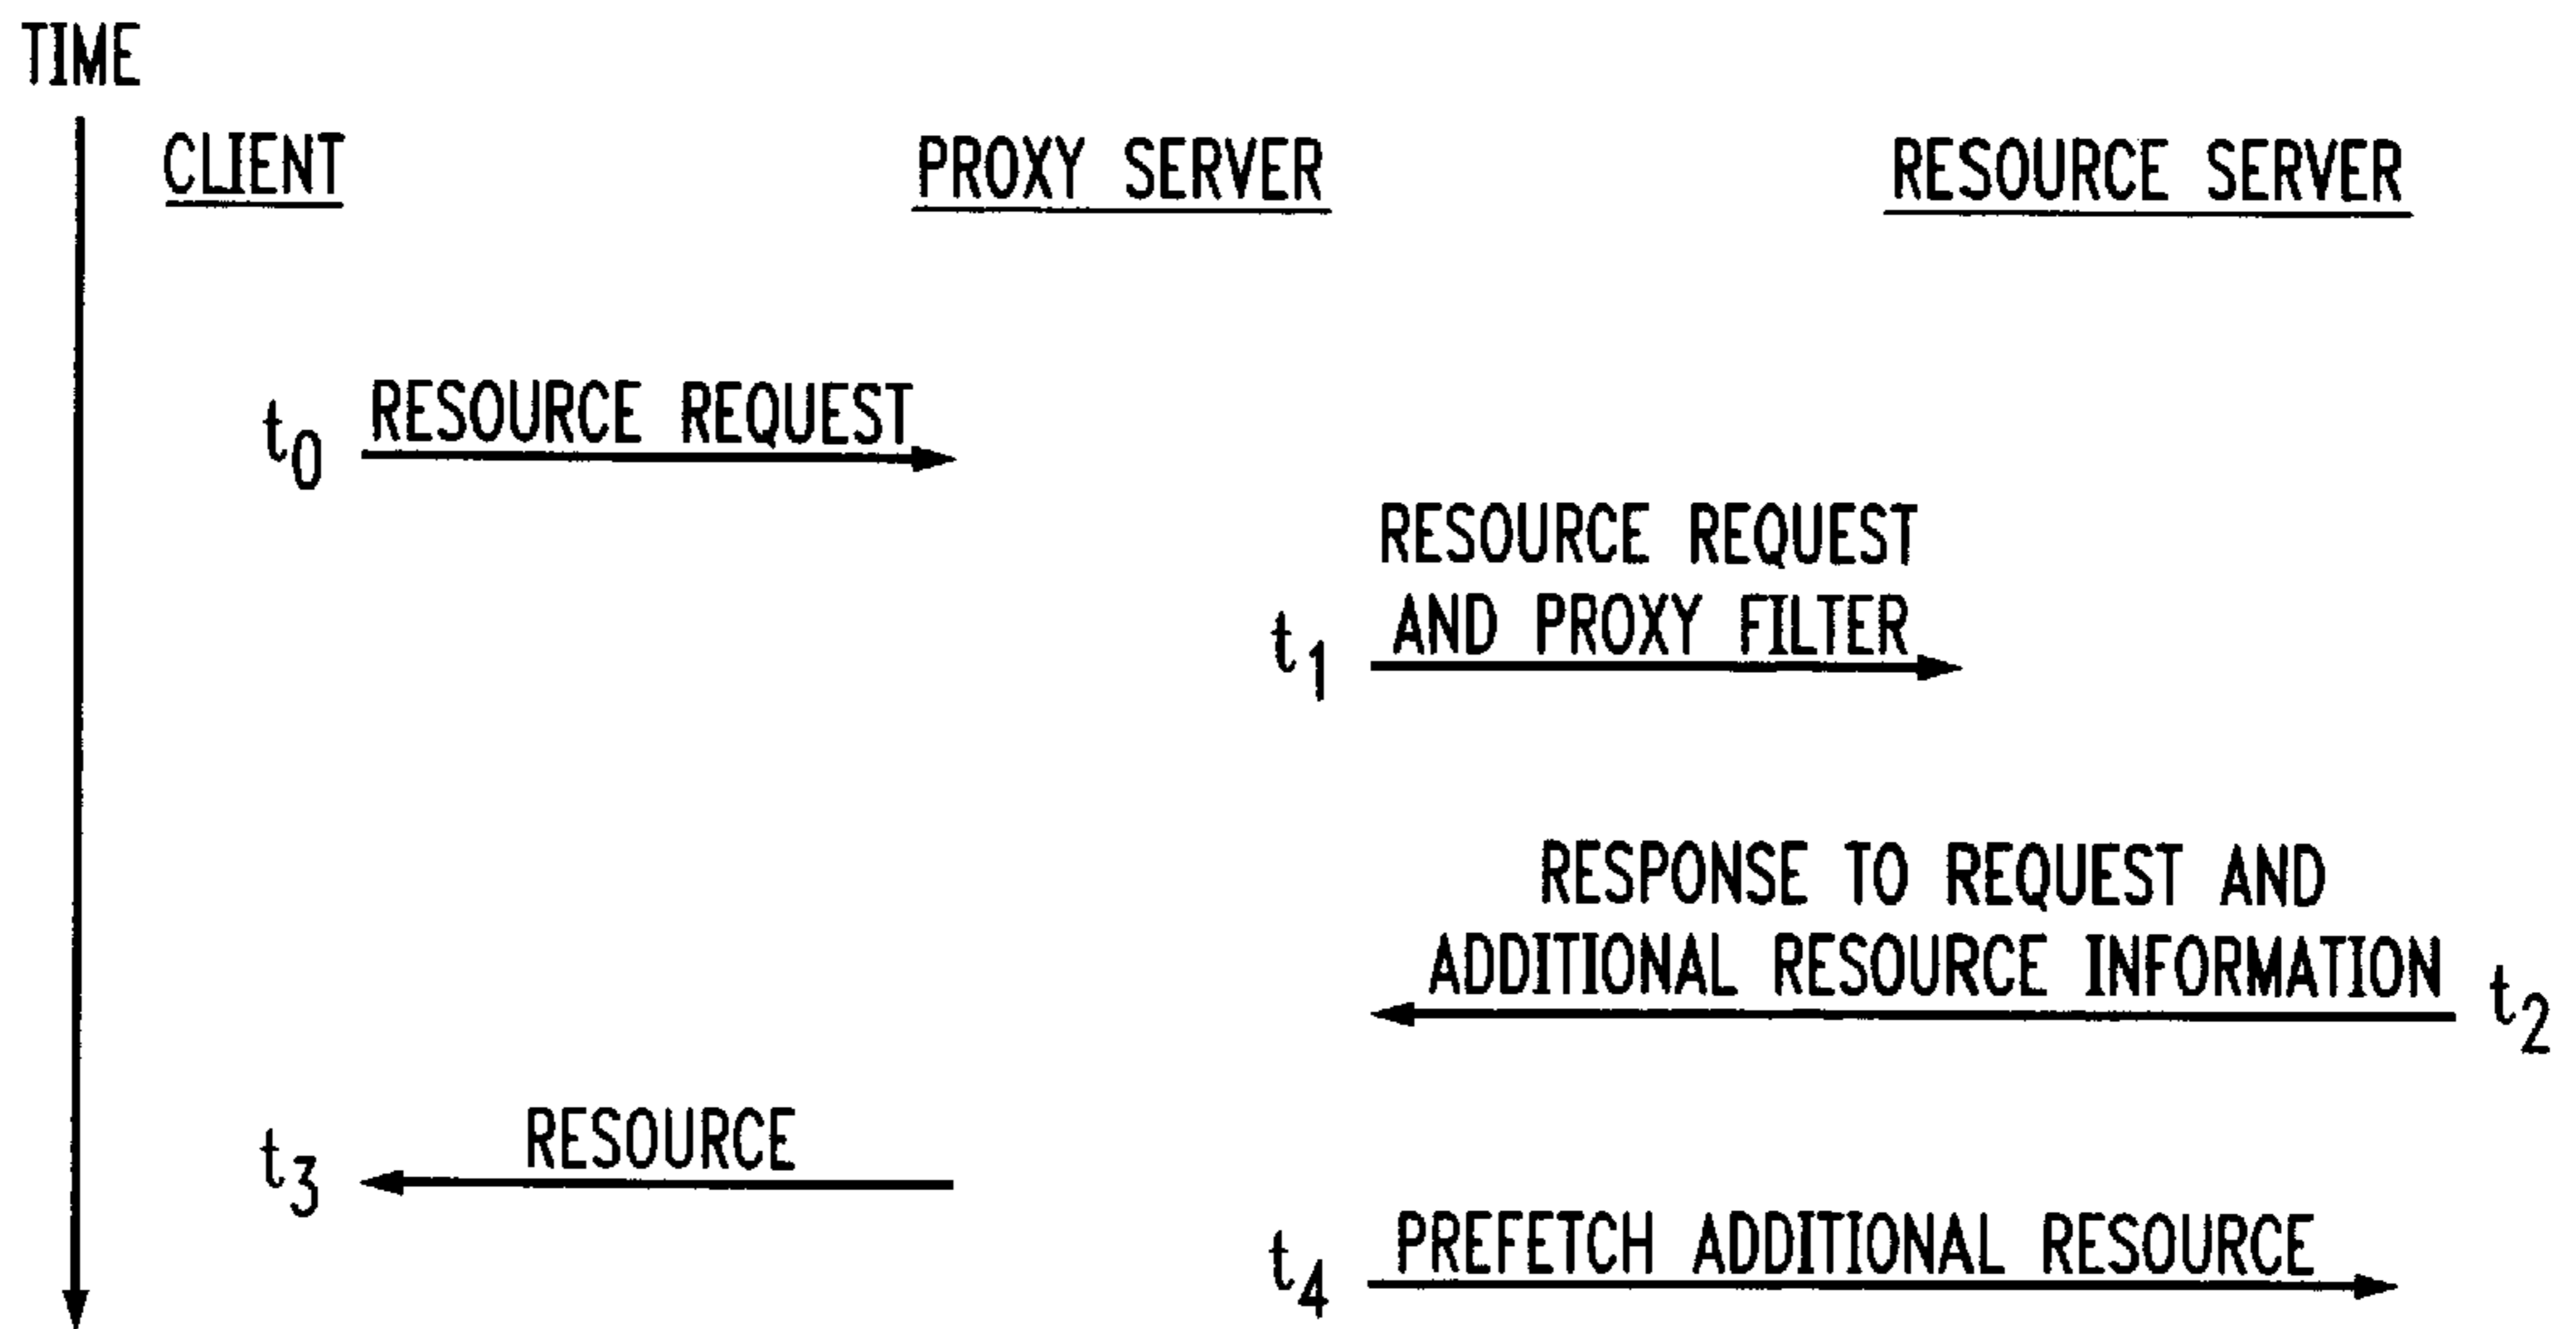 TIME
CLIENT PROXY SERVER RESOURCE SERVER
t0 RESOURCE REQUEST
RESOURCE REQUEST
t1 AND PROXY FILTER
RESPONSE TO REQUEST AND
ADDITIONAL RESOURCE INFORMATION t2
t3 RESOURCE
t4 PREFETCH ADDITIONAL RESOURCE